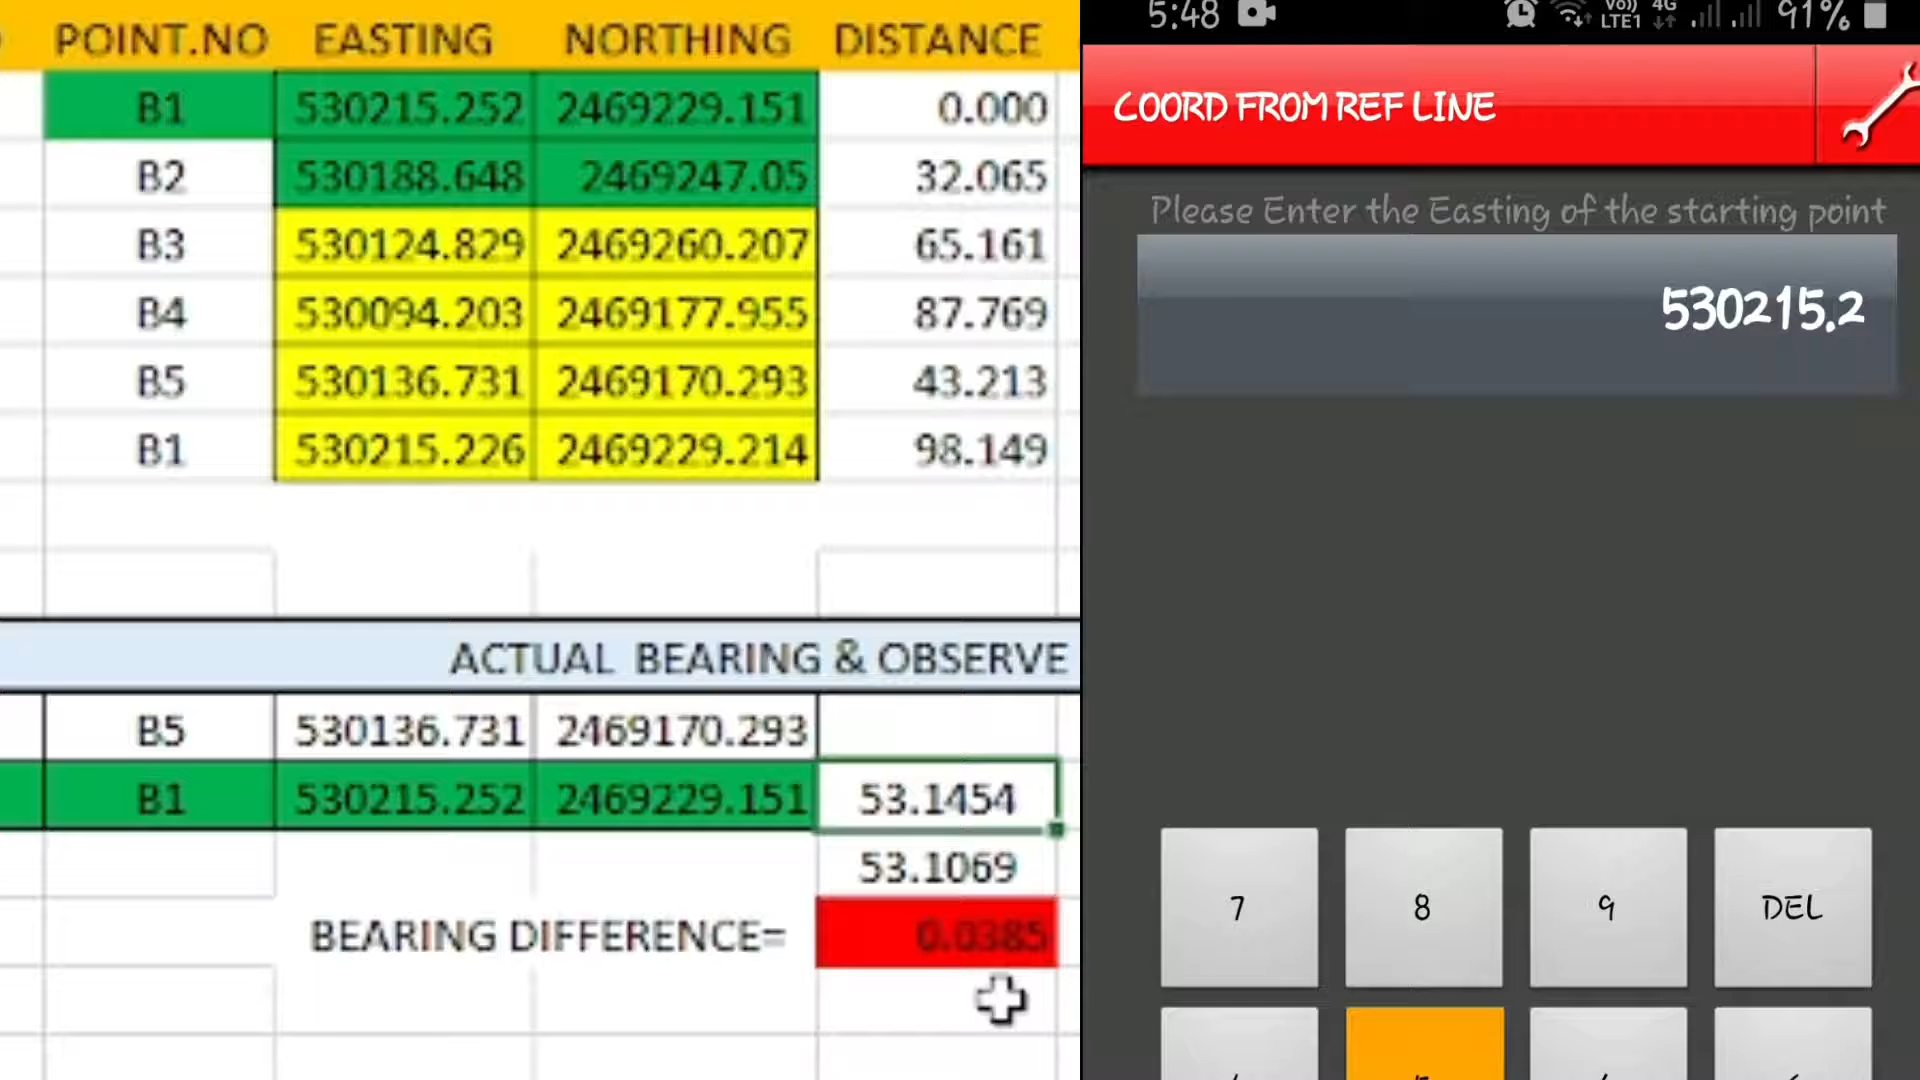 POINT.NO EASTING NORTHING DISTANCE
B1 530215.252 2469229.151 0.000
B2 530188.648 2469247.05 32.065
B3 530124.829 2469260.207 65.161
B4 530094.203 2469177.955 87.769
B5 530136.731 2469170.293 43.213
B1 530215.226 2469229.214 98.149
ACTUAL BEARING & OBSERVE
B5 530136.731 2469170.293
B1 530215.252 2469229.151 53.1454
53.1069
BEARING DIFFERENCE= 0.0385
5:48 Vo)) LTE1 4G 91%
COORD FROM REF LINE
Please Enter the Easting of the starting point
530215.2
7 8 9 DEL